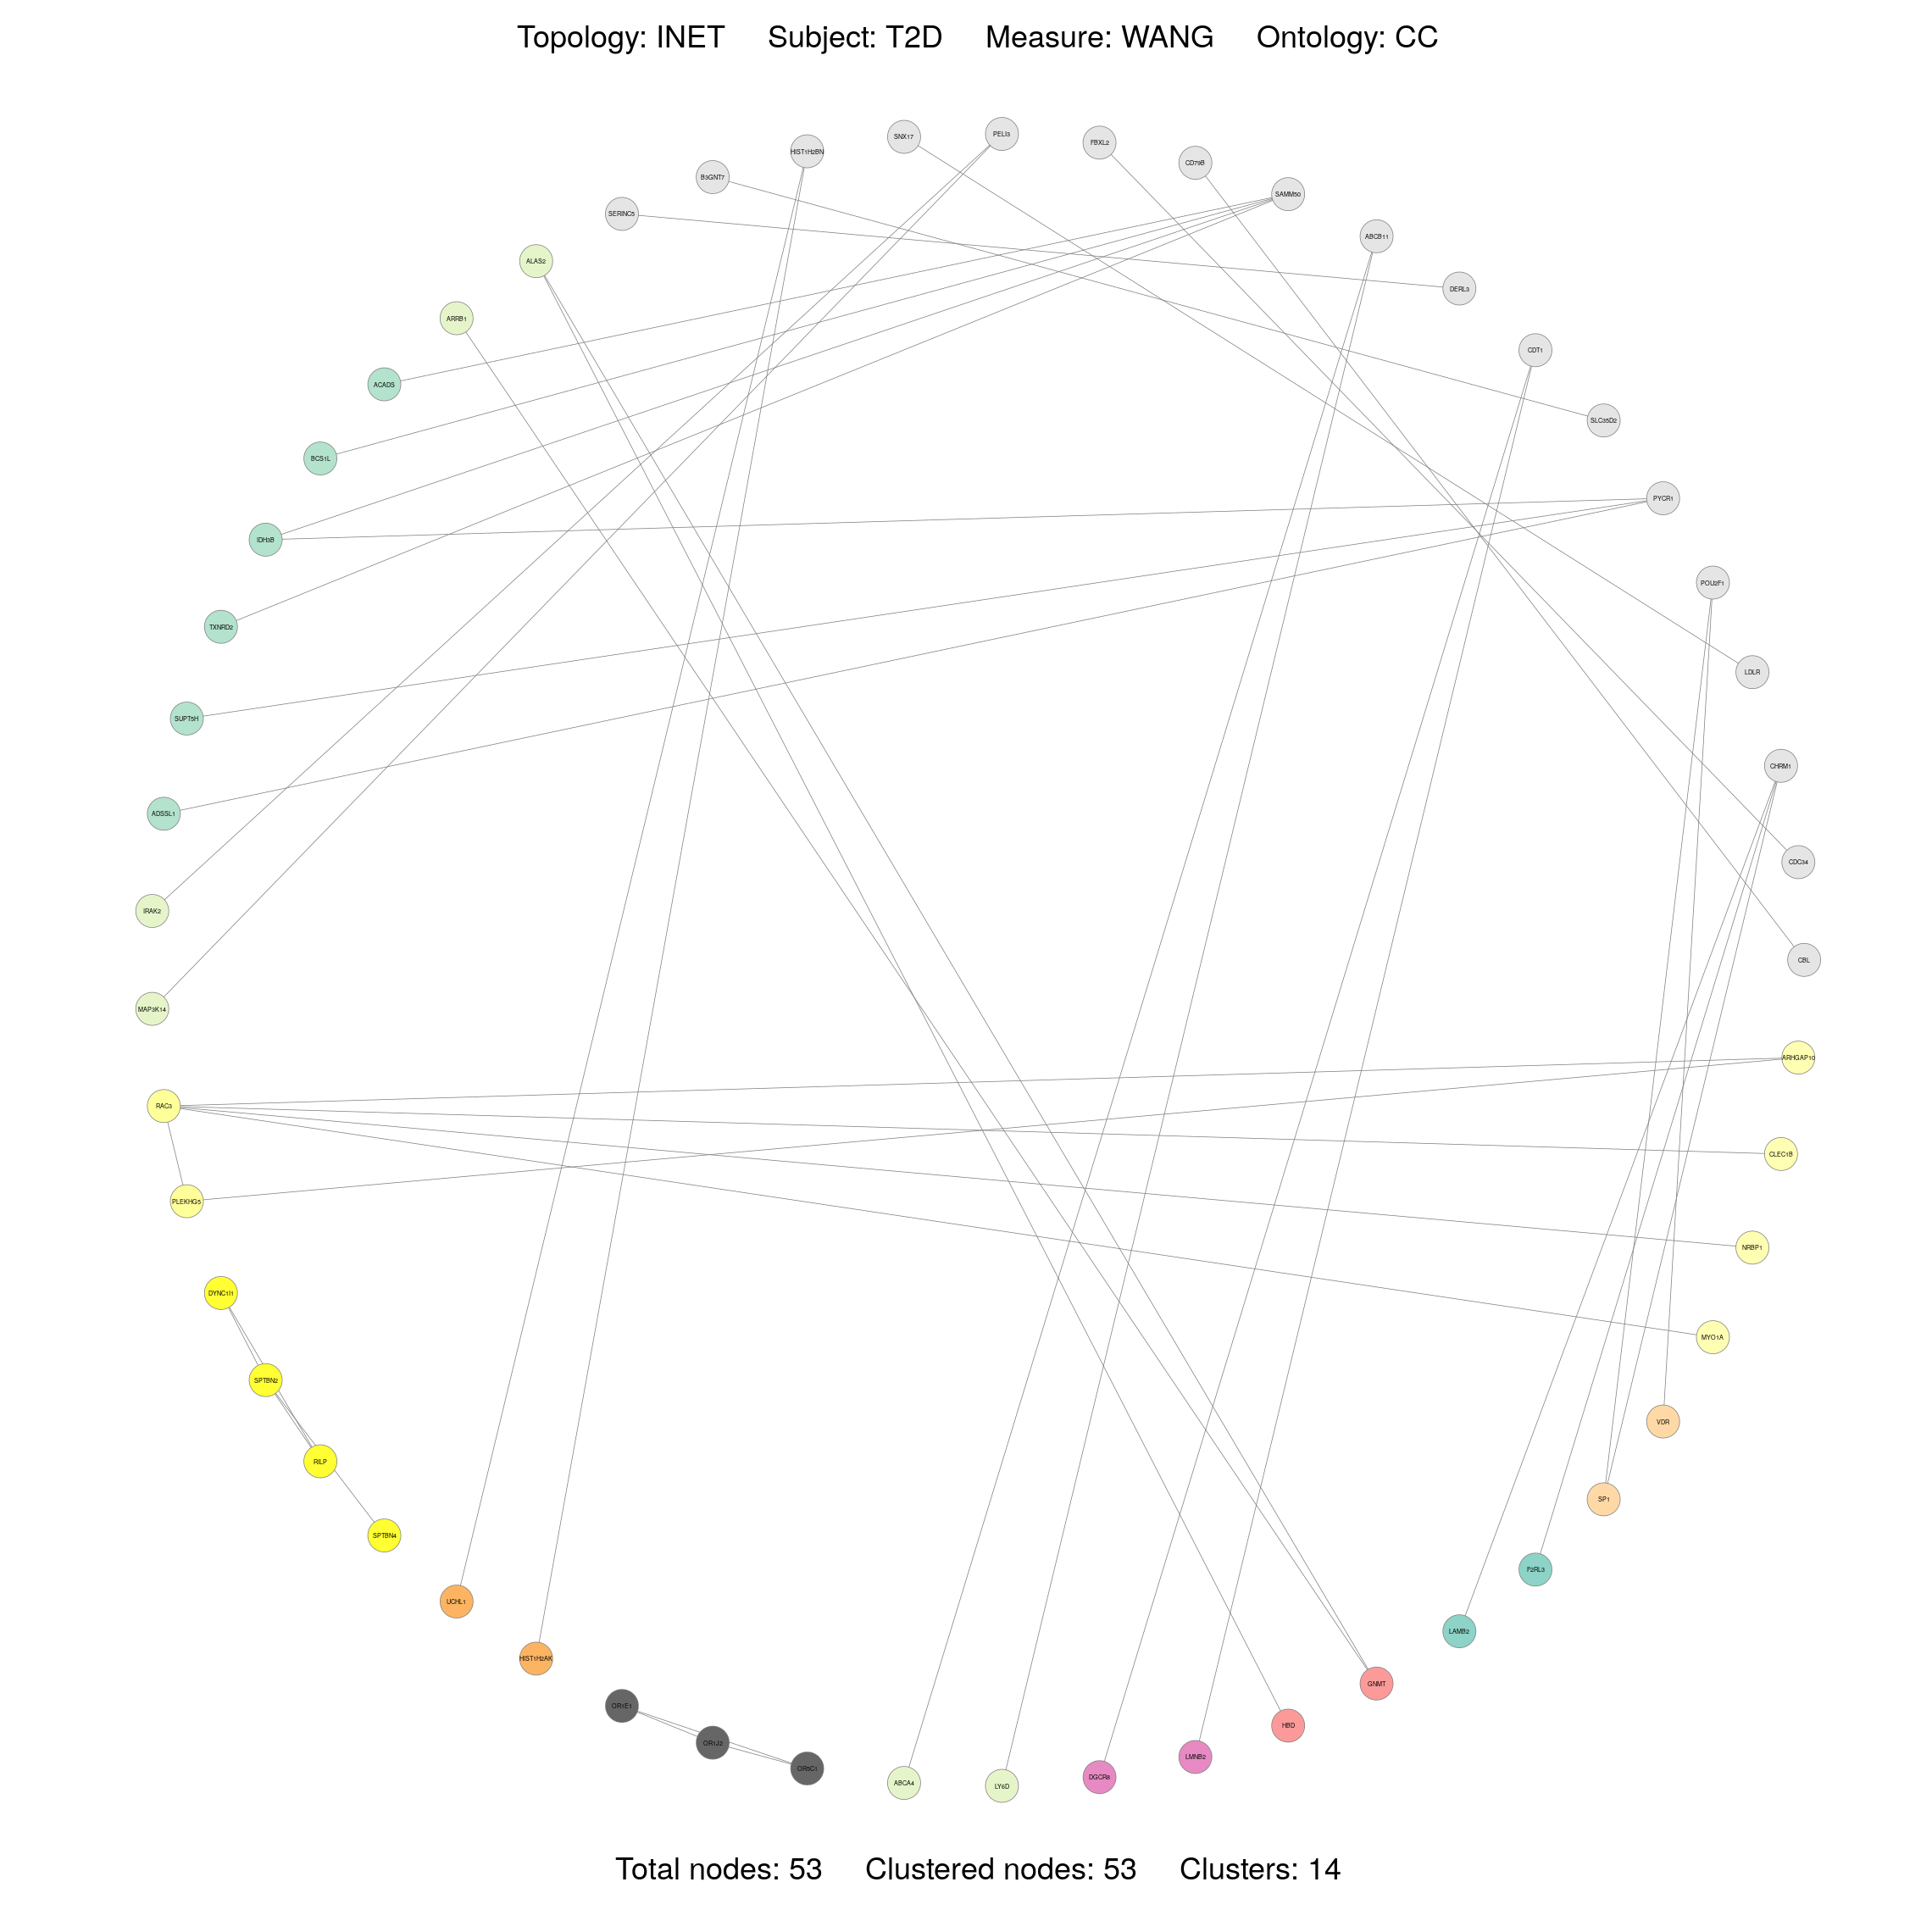 Topology: INET Subject: T2D Measure: WANG Ontology: CC
PELI3
SNX17
FBXL2
HIST1H2BN
CD79B
B3GNT7
SAMM50
SERINC5
ABCB11
ALAS2
DERL3
ARRB1
CDT1
ACADS
SLC35D2
BCS1L
PYCR1
IDH3B
POU2F1
TXNRD2
LDLR
SUPT5H
CHRM1
ADSSL1
CDC34
IRAK2
CBL
MAP3K14
ARHGAP10
RAC3
CLEC1B
PLEKHG5
NRBP1
DYNC1I1
MYO1A
SPTBN2
VDR
RILP
SP1
SPTBN4
F2RL3
UCHL1
LAMB2
HIST1H2AK
GNMT
OR1E1
HBD
OR1J2
LMNB2
DGCR8
ABCA4
LY6D
Total nodes: 53 Clustered nodes: 53 Clusters: 14